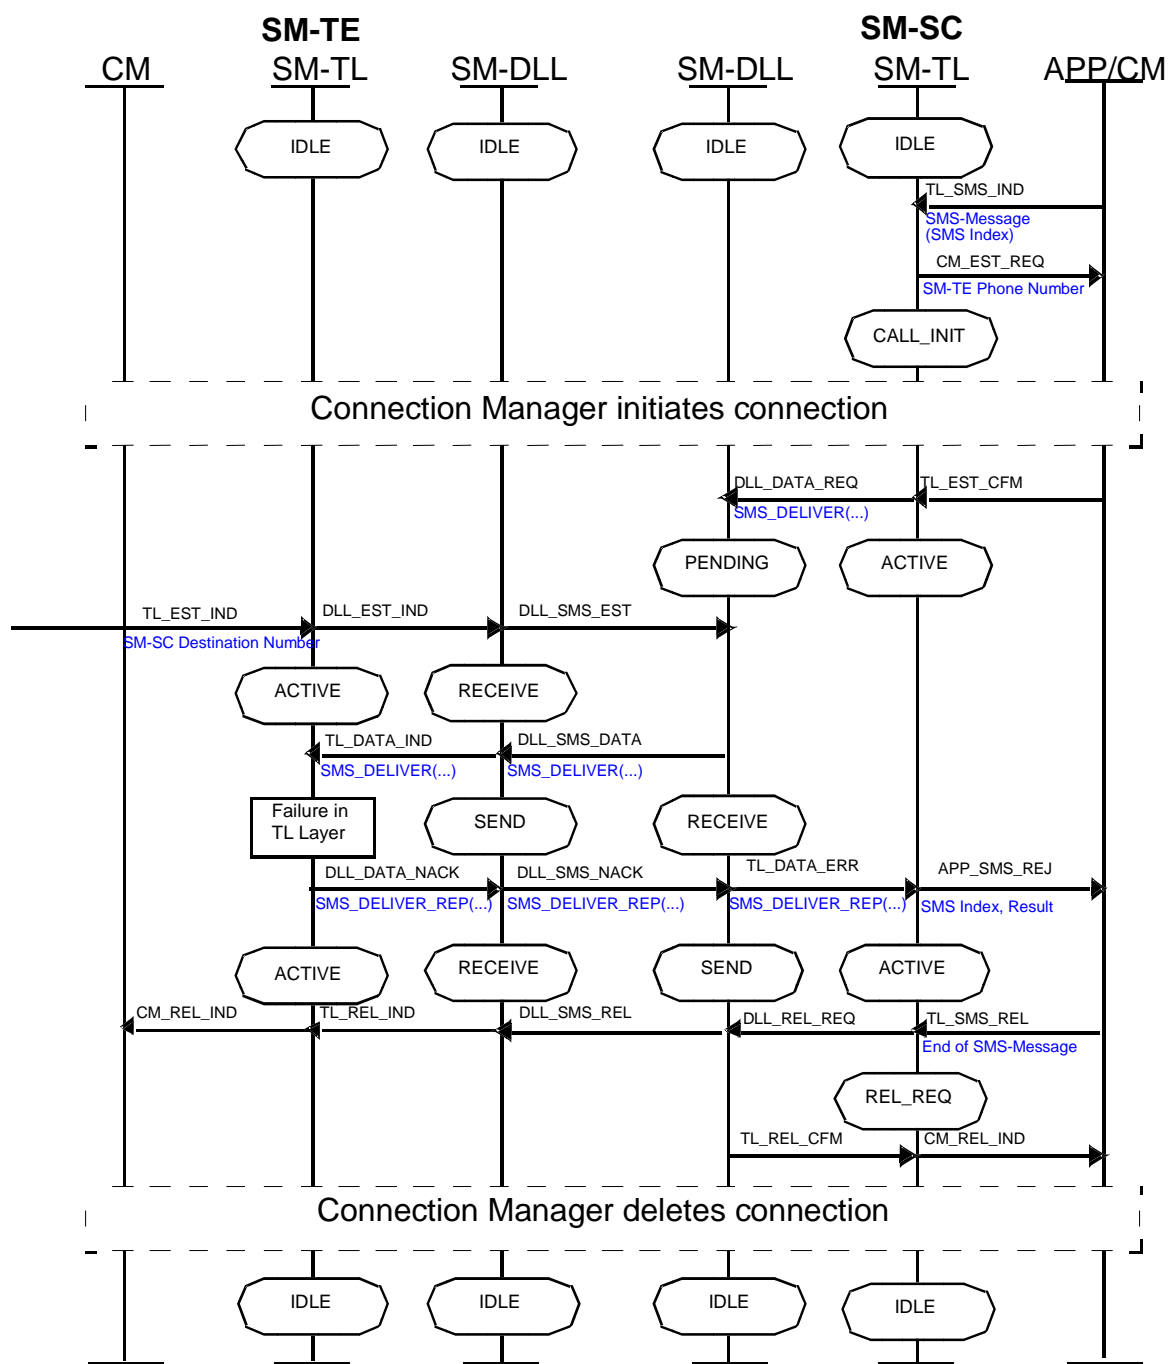 SM-TE SM-SC
CM SM-TL SM-DLL SM-DLL SM-TL APP/CM
IDLE IDLE IDLE IDLE
TL_SMS_IND
SMS-Message
(SMS Index)
CM_EST_REQ
SM-TE Phone Number
CALL_INIT
Connection Manager initiates connection
DLL_DATA_REQ TL_EST_CFM
SMS_DELIVER(...)
PENDING ACTIVE
TL_EST_IND DLL_EST_IND DLL_SMS_EST
SM-SC Destination Number
ACTIVE RECEIVE
TL_DATA_IND DLL_SMS_DATA
SMS_DELIVER(...) SMS_DELIVER(...)
Failure in
TL Layer
SEND RECEIVE
DLL_DATA_NACK DLL_SMS_NACK TL_DATA_ERR APP_SMS_REJ
SMS_DELIVER_REP(...) SMS_DELIVER_REP(...) SMS_DELIVER_REP(...) SMS Index, Result
ACTIVE RECEIVE SEND ACTIVE
CM_REL_IND TL_REL_IND DLL_SMS_REL DLL_REL_REQ TL_SMS_REL
End of SMS-Message
REL_REQ
TL_REL_CFM CM_REL_IND
Connection Manager deletes connection
IDLE IDLE IDLE IDLE